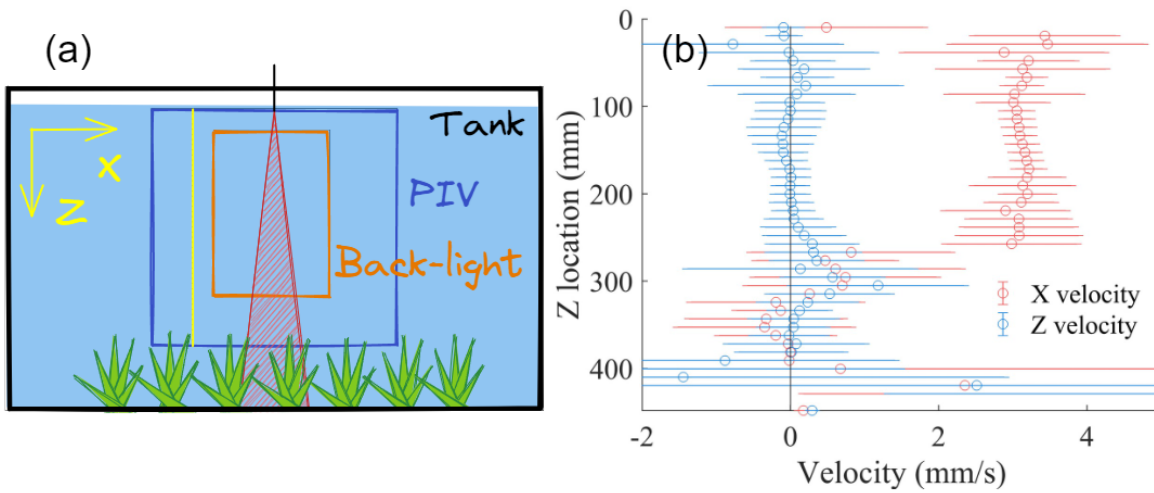 (a)
Tank
X
Z
PIV
Back-light
(b)
0
100
200
300
400
Z location (mm)
X velocity
Z velocity
-2
0
2
4
Velocity (mm/s)